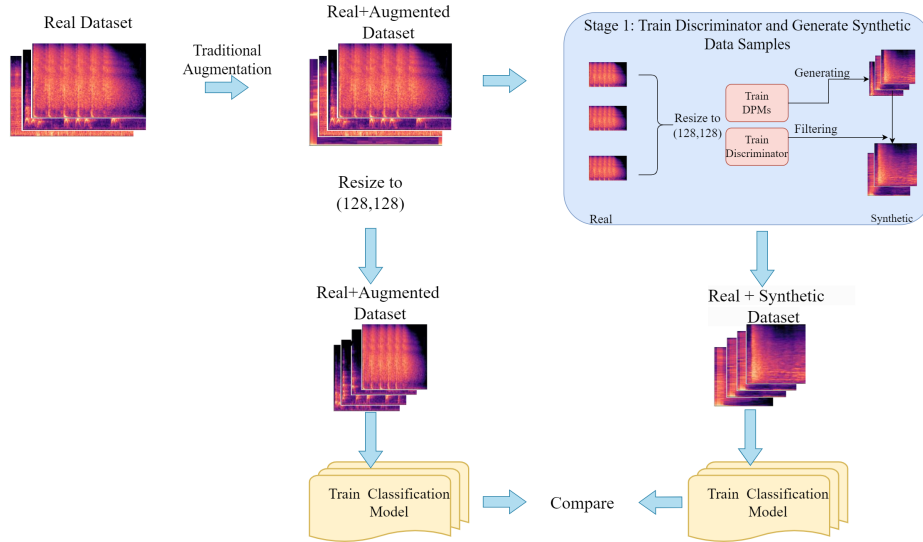 Real Dataset
Traditional
Augmentation
Real+Augmented
Dataset
Stage 1: Train Discriminator and Generate Synthetic
Data Samples
Generating
Train
DPMs
Resize to
(128,128)
Filtering
Train
Discriminator
Real
Synthetic
Resize to
(128,128)
Real+Augmented
Dataset
Real + Synthetic
Dataset
Train Classification
Model
Compare
Train Classification
Model